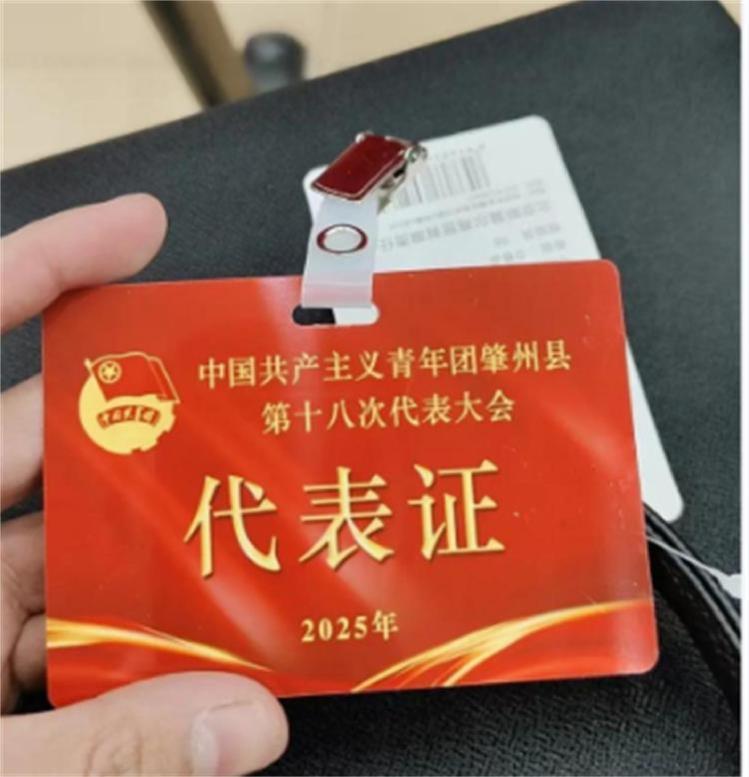 中国共产主义青年团肇州县
第十八次代表大会
代表证
2025年